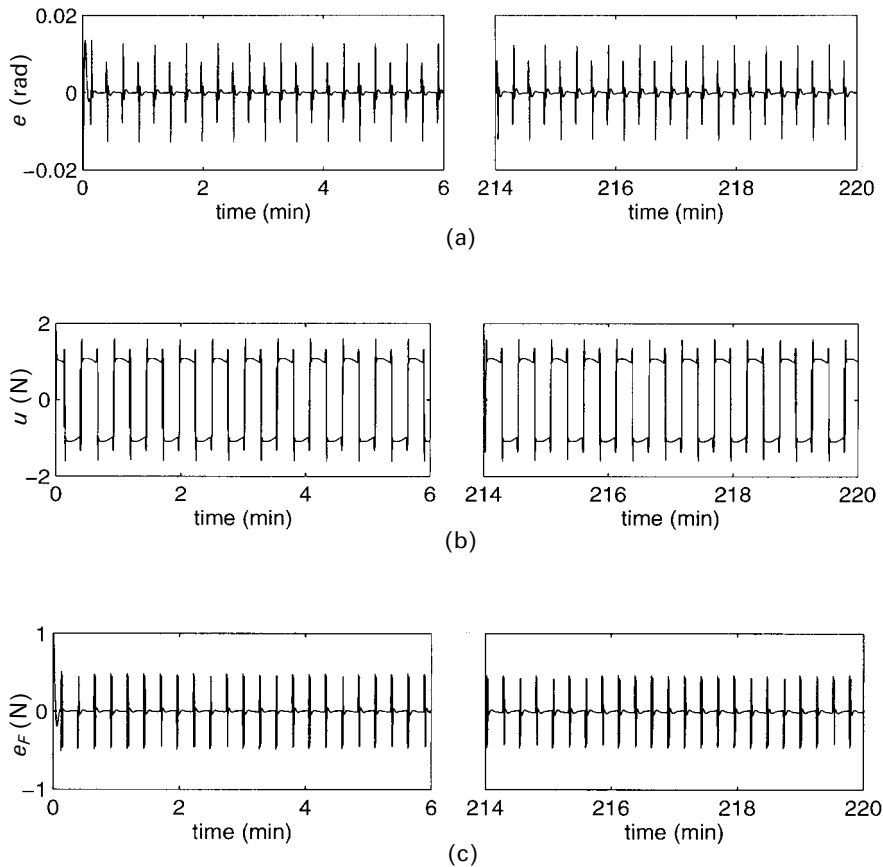 0.02
0
−0.02
e (rad)
0 2 4 6
214 216 218 220
time (min) time (min)
(a)
2
0
−2
u (N)
0 2 4 6
214 216 218 220
time (min) time (min)
(b)
1
0
−1
e_F (N)
0 2 4 6
214 216 218 220
time (min) time (min)
(c)